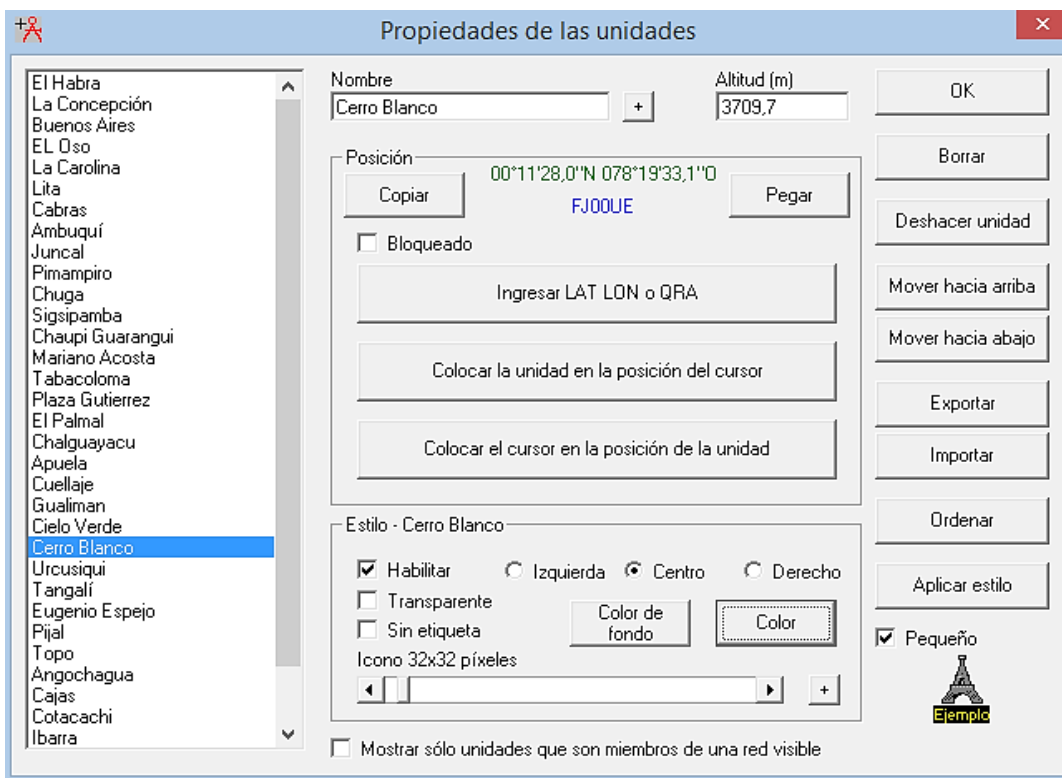 Propiedades de las unidades
El Habra
La Concepción
Buenos Aires
EL Oso
La Carolina
Lita
Cabras
Ambuquí
Juncal
Pimampiro
Chuga
Sigsipamba
Chaupi Guarangui
Mariano Acosta
Tabacoloma
Plaza Gutierrez
El Palmal
Chalguayacu
Apuela
Cuellaje
Gualiman
Cielo Verde
Cerro Blanco
Urcusiqui
Tangalí
Eugenio Espejo
Pijal
Topo
Angochagua
Cajas
Cotacachi
Ibarra
Nombre
Cerro Blanco
+
Altitud (m)
3709,7
Posición
Copiar
00°11'28,0"N 078°19'33,1"O
FJ00UE
Pegar
Bloqueado
Ingresar LAT LON o QRA
Colocar la unidad en la posición del cursor
Colocar el cursor en la posición de la unidad
Estilo - Cerro Blanco
Habilitar
Izquierda
Centro
Derecho
Transparente
Sin etiqueta
Color de
fondo
Color
Icono 32x32 píxeles
+
Mostrar sólo unidades que son miembros de una red visible
OK
Borrar
Deshacer unidad
Mover hacia arriba
Mover hacia abajo
Exportar
Importar
Ordenar
Aplicar estilo
Pequeño
Ejemplo